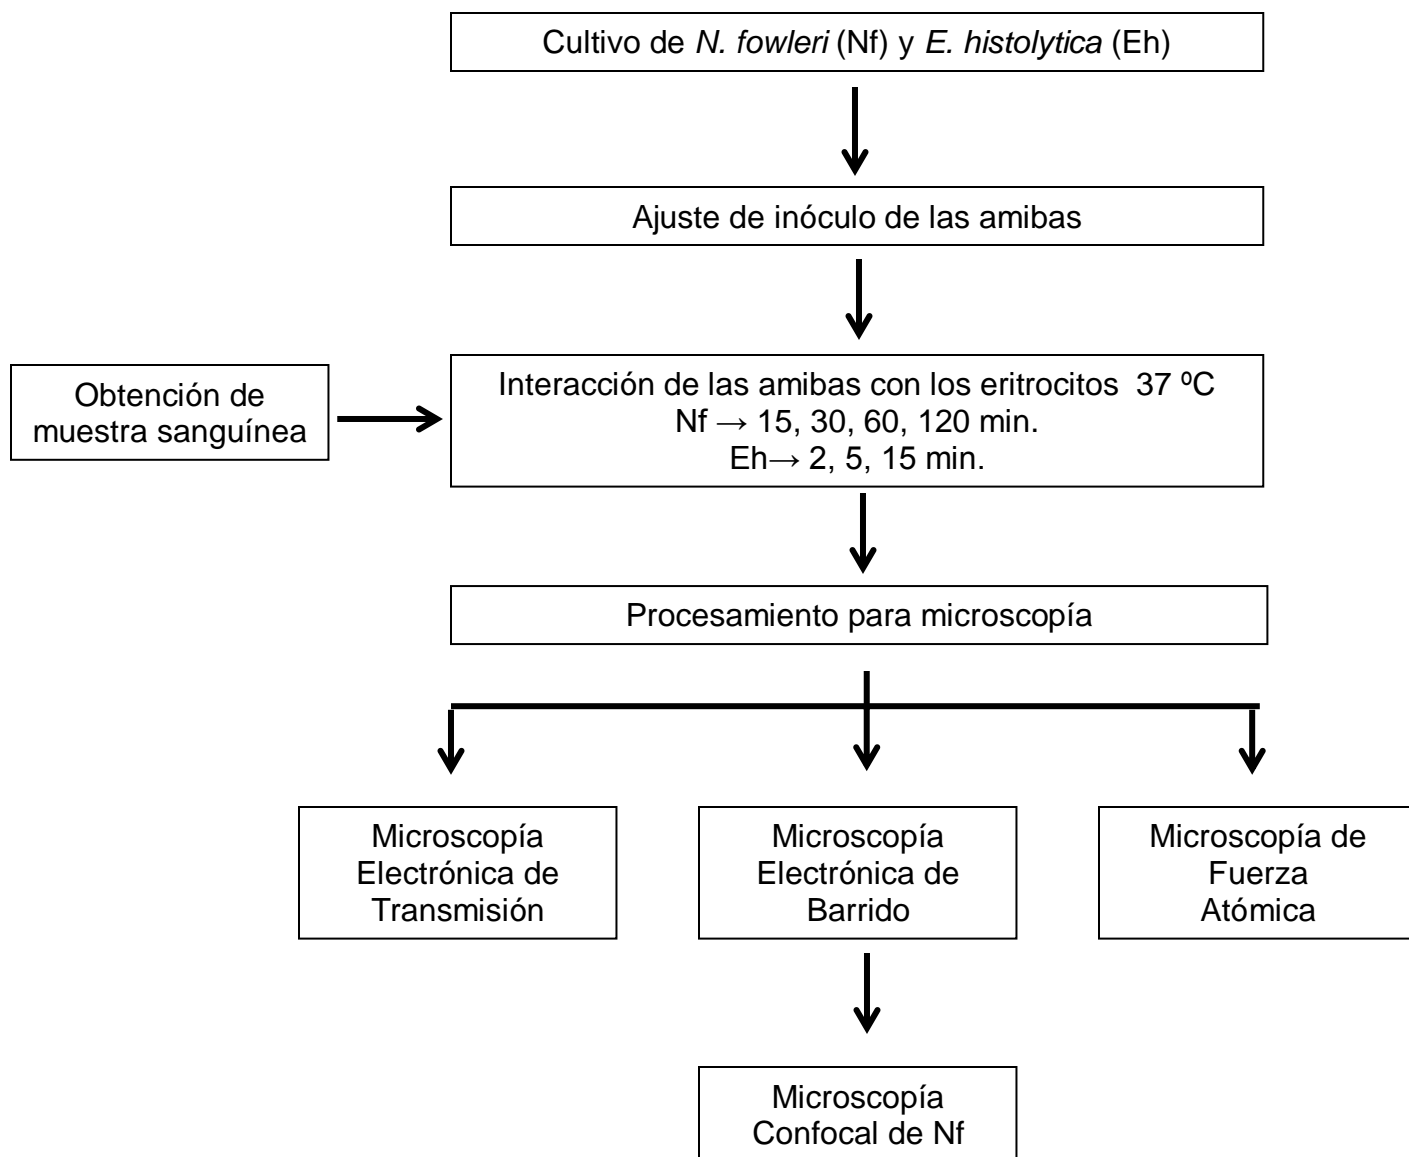 Cultivo de N. fowleri (Nf) y E. histolytica (Eh)
Ajuste de inóculo de las amibas
Obtención de
muestra sanguínea
Interacción de las amibas con los eritrocitos  37 ºC
Nf → 15, 30, 60, 120 min.
Eh→ 2, 5, 15 min.
Procesamiento para microscopía
Microscopía
Electrónica de
Transmisión
Microscopía
Electrónica de
Barrido
Microscopía de
Fuerza
Atómica
Microscopía
Confocal de Nf